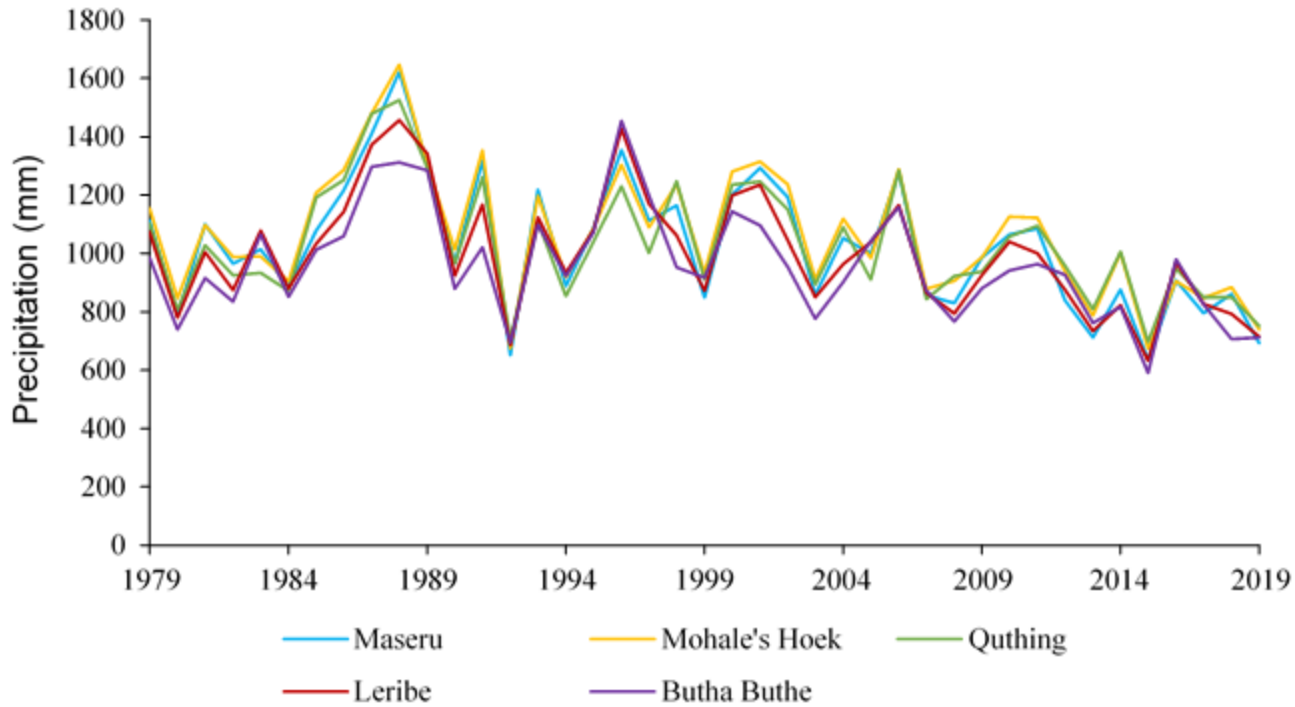 Precipitation (mm)
1800
1600
1400
1200
1000
800
600
400
200
0
1979 1984 1989 1994 1999 2004 2009 2014 2019
Maseru Mohale's Hoek Quthing
Leribe Butha Buthe